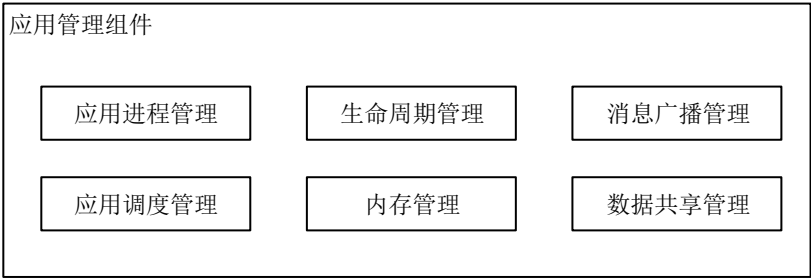 应用管理组件
应用进程管理
生命周期管理
消息广播管理
应用调度管理
内存管理
数据共享管理